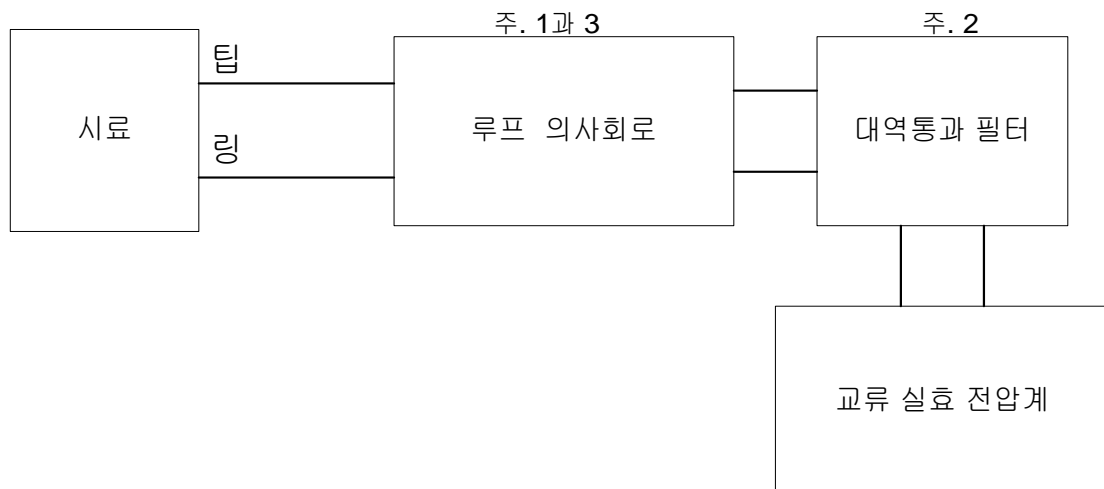 주. 1과 3
주. 2
팁
시료
루프 의사회로
대역통과 필터
링
교류 실효 전압계